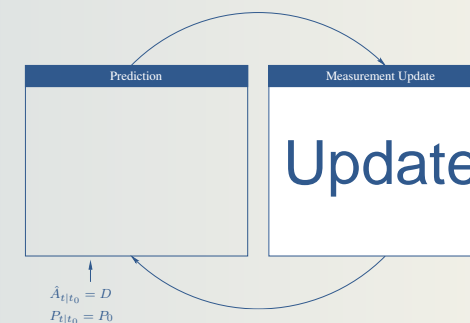 Prediction
Measurement Update
Update
Â_{t|t_0} = D
P_{t|t_0} = P_0